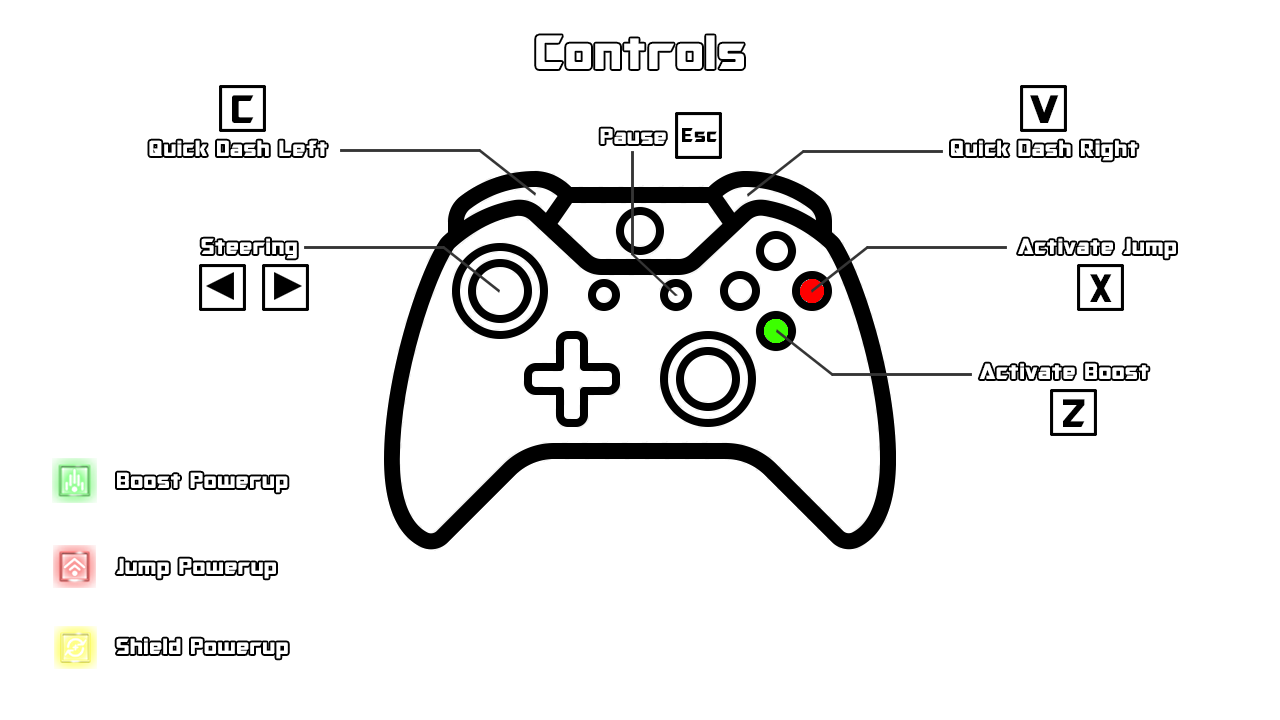 Controls
C
Quick Dash Left
Pause Esc
V
Quick Dash Right
Steering
Activate Jump
X
Activate Boost
Z
Boost Powerup
Jump Powerup
Shield Powerup